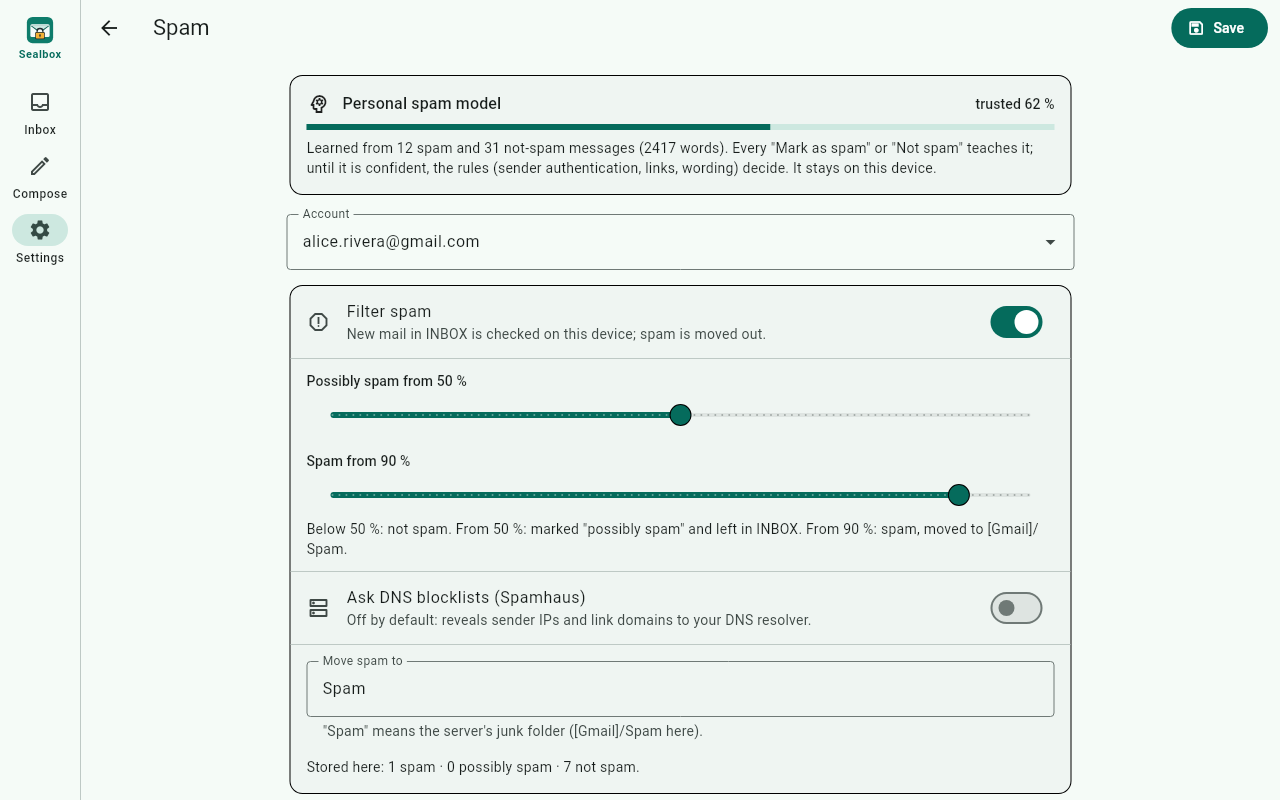 Sealbox
Inbox
Compose
Settings
Spam
Save
Personal spam model
trusted 62 %
Learned from 12 spam and 31 not-spam messages (2417 words). Every "Mark as spam" or "Not spam" teaches it;
until it is confident, the rules (sender authentication, links, wording) decide. It stays on this device.
Account
alice.rivera@gmail.com
Filter spam
New mail in INBOX is checked on this device; spam is moved out.
Possibly spam from 50 %
Spam from 90 %
Below 50 %: not spam. From 50 %: marked "possibly spam" and left in INBOX. From 90 %: spam, moved to [Gmail]/
Spam.
Ask DNS blocklists (Spamhaus)
Off by default: reveals sender IPs and link domains to your DNS resolver.
Move spam to
Spam
"Spam" means the server's junk folder ([Gmail]/Spam here).
Stored here: 1 spam · 0 possibly spam · 7 not spam.